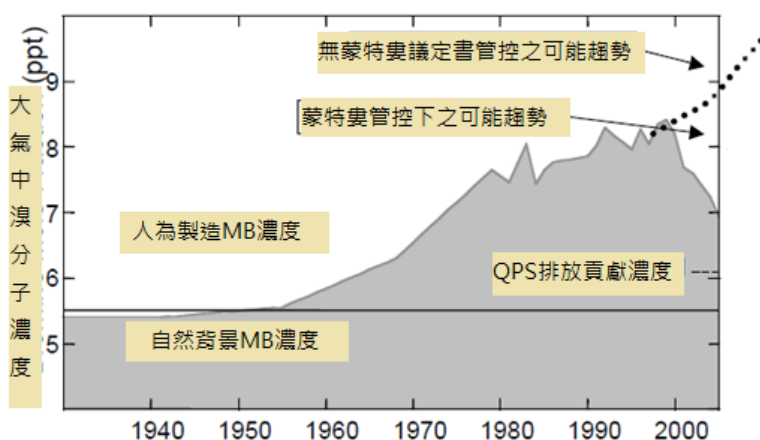 (ppt)
無蒙特婁議定書管控之可能趨勢
9
大氣中溴分子濃度
蒙特婁管控下之可能趨勢
8
7
人為製造MB濃度
QPS排放貢獻濃度
6
自然背景MB濃度
5
1940 1950 1960 1970 1980 1990 2000